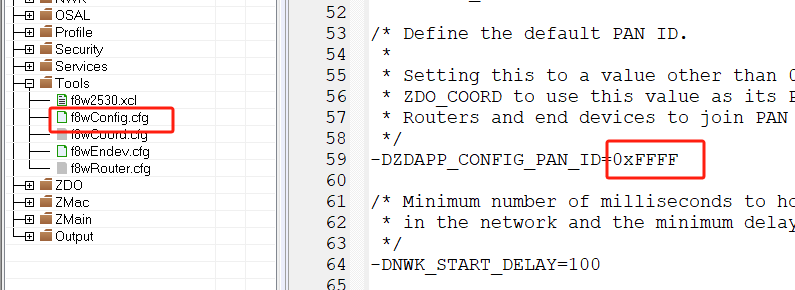 NWK
OSAL
Profile
Security
Services
Tools
f8w2530.xcl
f8wConfig.cfg
f8wCoord.cfg
f8wEndev.cfg
f8wRouter.cfg
ZDO
ZMac
ZMain
Output
52
53 /* Define the default PAN ID.
54 *
55 * Setting this to a value other than 0
56 * ZDO_COORD to use this value as its P
57 * Routers and end devices to join PAN
58 */
59 -DZDAPP_CONFIG_PAN_ID=0xFFFF
60
61 /* Minimum number of milliseconds to ho
62 * in the network and the minimum delay
63 */
64 -DNWK_START_DELAY=100
65